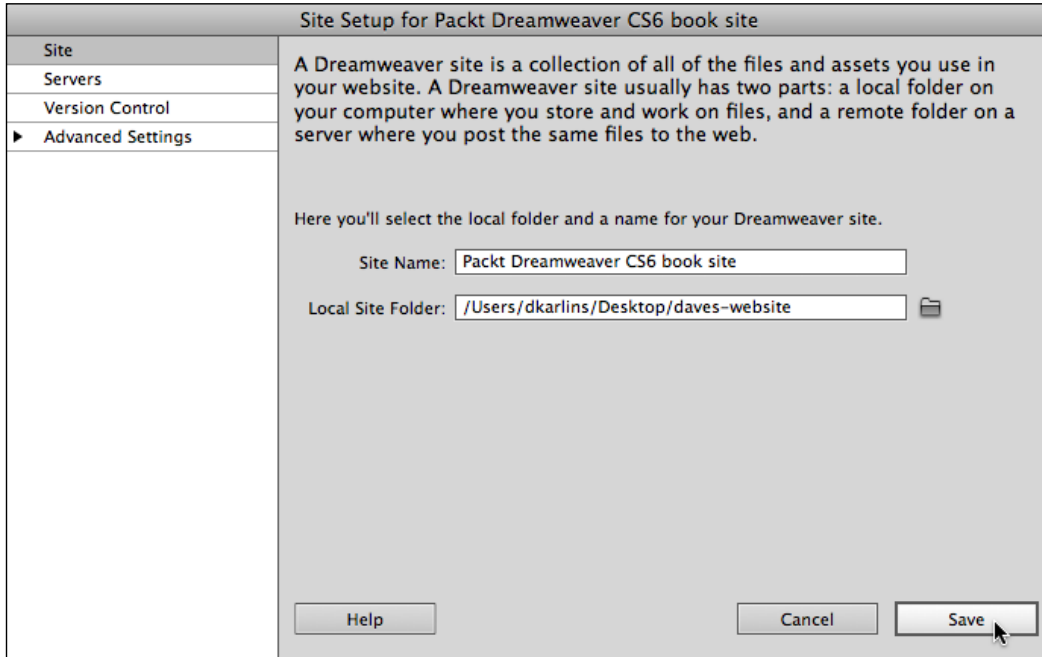 Site Setup for Packt Dreamweaver CS6 book site
Site
Servers
Version Control
Advanced Settings
A Dreamweaver site is a collection of all of the files and assets you use in
your website. A Dreamweaver site usually has two parts: a local folder on
your computer where you store and work on files, and a remote folder on a
server where you post the same files to the web.
Here you'll select the local folder and a name for your Dreamweaver site.
Site Name: Packt Dreamweaver CS6 book site
Local Site Folder: /Users/dkarlins/Desktop/daves-website
Help Cancel Save